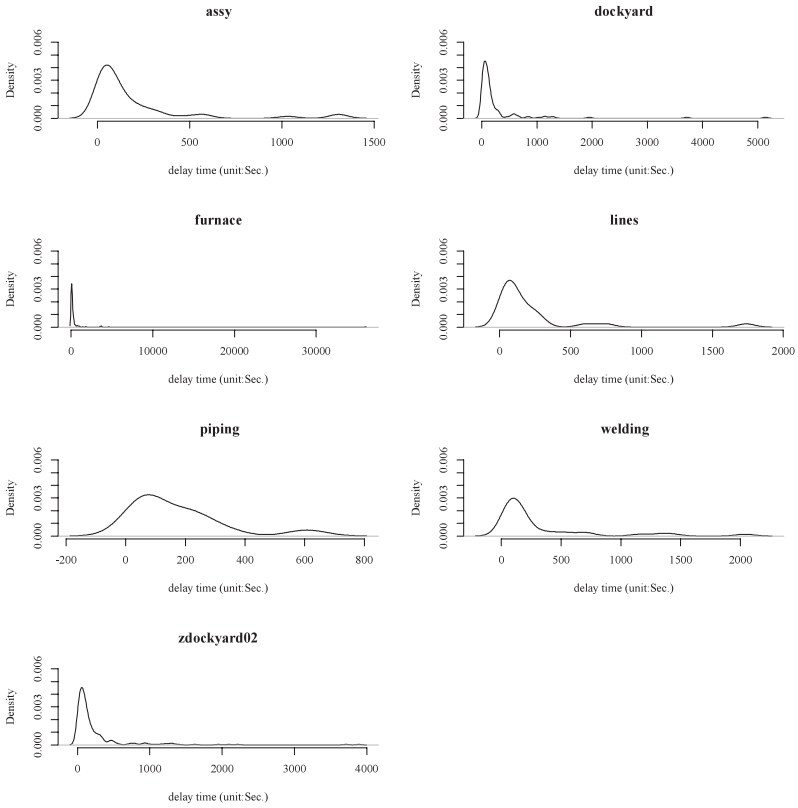 assy
Density
0.000 0.003 0.006
0 500 1000 1500
delay time (unit:Sec.)
dockyard
Density
0.000 0.003 0.006
0 1000 2000 3000 4000 5000
delay time (unit:Sec.)
furnace
Density
0.000 0.003 0.006
0 10000 20000 30000
delay time (unit:Sec.)
lines
Density
0.000 0.003 0.006
0 500 1000 1500 2000
delay time (unit:Sec.)
piping
Density
0.000 0.003 0.006
-200 0 200 400 600 800
delay time (unit:Sec.)
welding
Density
0.000 0.003 0.006
0 500 1000 1500 2000
delay time (unit:Sec.)
zdockyard02
Density
0.000 0.003 0.006
0 1000 2000 3000 4000
delay time (unit:Sec.)